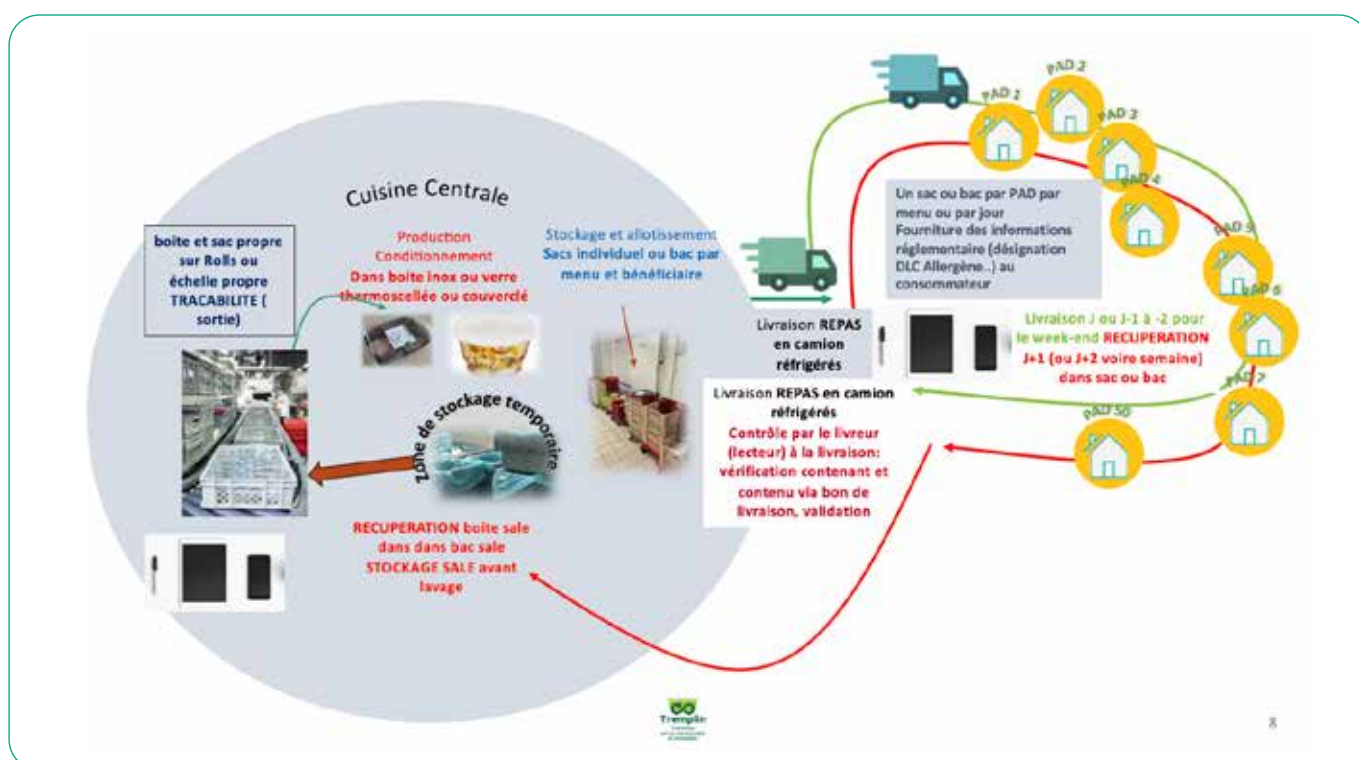 Cuisine Centrale
boite et sac propre
sur Rolls ou
échelle propre
TRACABILITE (
sortie)
Production
Conditionnement
Dans boite inox ou verre
thermoscellée ou couverclé
Stockage et allotissement
Sacs individuel ou bac par
menu et bénéficiaire
Zone de stockage temporaire
RECUPERATION boite sale
dans dans bac sale
STOCKAGE SALE avant
lavage
PAD 1
PAD 2
PAD 3
PAD 4
PAD 5
PAD 6
PAD 7
PAD 50
Un sac ou bac par PAD par
menu ou par jour
Fourniture des informations
réglementaire (désignation
DLC Allergène..) au
consommateur
Livraison REPAS
en camion
réfrigérés
Livraison J ou J-1 à -2 pour
le week-end RECUPERATION
J+1 (ou J+2 voire semaine)
dans sac ou bac
Livraison REPAS en camion
réfrigérés
Contrôle par le livreur
(lecteur) à la livraison:
vérification contenant et
contenu via bon de
livraison, validation
Tremplin
8